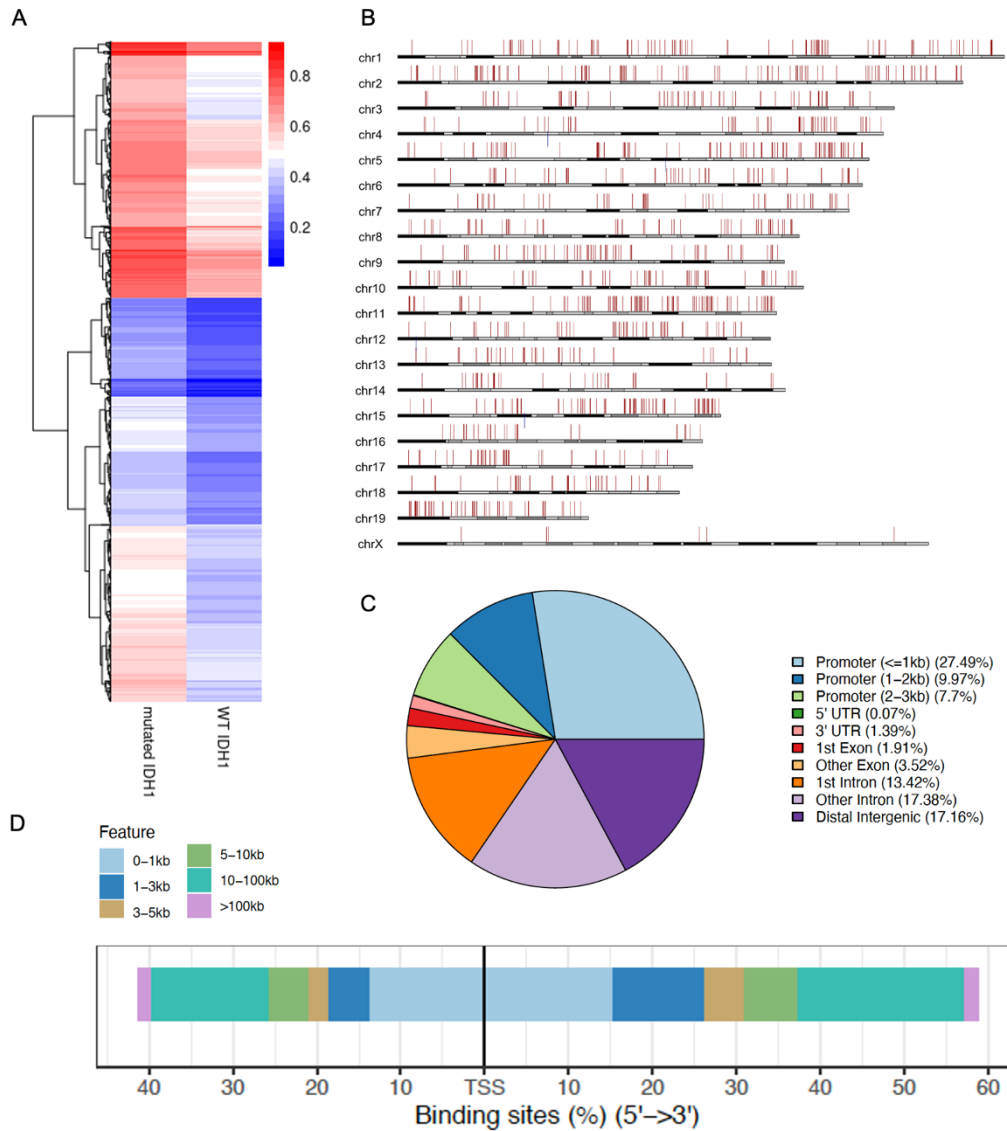 A
B
0.8
0.6
0.4
0.2
mutated IDH1
WT IDH1
chr1
chr2
chr3
chr4
chr5
chr6
chr7
chr8
chr9
chr10
chr11
chr12
chr13
chr14
chr15
chr16
chr17
chr18
chr19
chrX
C
Promoter (<=1kb) (27.49%)
Promoter (1-2kb) (9.97%)
Promoter (2-3kb) (7.7%)
5' UTR (0.07%)
3' UTR (1.39%)
1st Exon (1.91%)
Other Exon (3.52%)
1st Intron (13.42%)
Other Intron (17.38%)
Distal Intergenic (17.16%)
D
Feature
0-1kb
1-3kb
3-5kb
5-10kb
10-100kb
>100kb
40 30 20 10 TSS 10 20 30 40 50 60
Binding sites (%) (5'->3')